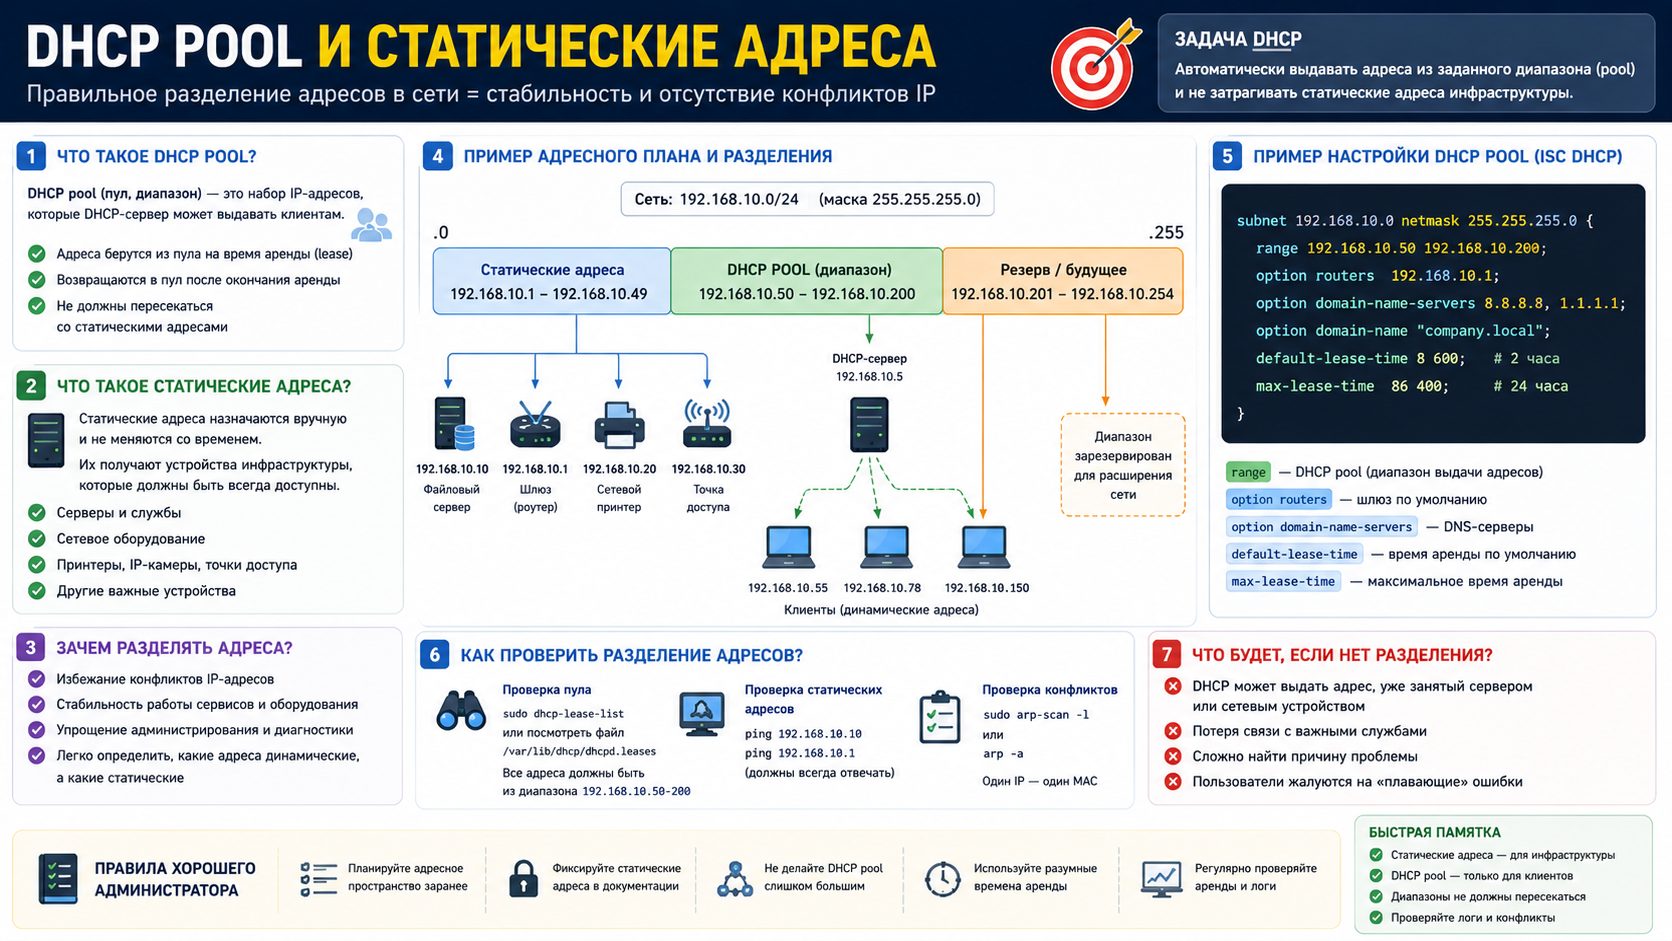 DHCP POOL И СТАТИЧЕСКИЕ АДРЕСА
Правильное разделение адресов в сети = стабильность и отсутствие конфликтов IP
ЗАДАЧА DHCP
Автоматически выдавать адреса из заданного диапазона (pool)
и не затрагивать статические адреса инфраструктуры.
1 ЧТО ТАКОЕ DHCP POOL?
DHCP pool (пул, диапазон) — это набор IP-адресов,
которые DHCP-сервер может выдавать клиентам.
Адреса берутся из пула на время аренды (lease)
Возвращаются в пул после окончания аренды
Не должны пересекаться
со статическими адресами
2 ЧТО ТАКОЕ СТАТИЧЕСКИЕ АДРЕСА?
Статические адреса назначаются вручную
и не меняются со временем.
Их получают устройства инфраструктуры,
которые должны быть всегда доступны.
Серверы и службы
Сетевое оборудование
Принтеры, IP-камеры, точки доступа
Другие важные устройства
3 ЗАЧЕМ РАЗДЕЛЯТЬ АДРЕСА?
Избежание конфликтов IP-адресов
Стабильность работы сервисов и оборудования
Упрощение администрирования и диагностики
Легко определить, какие адреса динамические,
а какие статические
4 ПРИМЕР АДРЕСНОГО ПЛАНА И РАЗДЕЛЕНИЯ
Сеть: 192.168.10.0/24 (маска 255.255.255.0)
.0
.255
Статические адреса
192.168.10.1 – 192.168.10.49
DHCP POOL (диапазон)
192.168.10.50 – 192.168.10.200
Резерв / будущее
192.168.10.201 – 192.168.10.254
DHCP-сервер
192.168.10.5
192.168.10.10
Файловый
сервер
192.168.10.1
Шлюз
(роутер)
192.168.10.20
Сетевой
принтер
192.168.10.30
Точка
доступа
Диапазон
зарезервирован
для расширения
сети
192.168.10.55
192.168.10.78
192.168.10.150
Клиенты (динамические адреса)
5 ПРИМЕР НАСТРОЙКИ DHCP POOL (ISC DHCP)
subnet 192.168.10.0 netmask 255.255.255.0 {
range 192.168.10.50 192.168.10.200;
option routers 192.168.10.1;
option domain-name-servers 8.8.8.8, 1.1.1.1;
option domain-name "company.local";
default-lease-time 8 600; # 2 часа
max-lease-time 86 400; # 24 часа
}
range — DHCP pool (диапазон выдачи адресов)
option routers — шлюз по умолчанию
option domain-name-servers — DNS-серверы
default-lease-time — время аренды по умолчанию
max-lease-time — максимальное время аренды
6 КАК ПРОВЕРИТЬ РАЗДЕЛЕНИЕ АДРЕСОВ?
Проверка пула
sudo dhcp-lease-list
или посмотреть файл
/var/lib/dhcp/dhcpd.leases
Все адреса должны быть
из диапазона 192.168.10.50-200
Проверка статических
адресов
ping 192.168.10.10
ping 192.168.10.1
(должны всегда отвечать)
Проверка конфликтов
sudo arp-scan -l
или
arp -a
Один IP — один MAC
7 ЧТО БУДЕТ, ЕСЛИ НЕТ РАЗДЕЛЕНИЯ?
DHCP может выдать адрес, уже занятый сервером
или сетевым устройством
Потеря связи с важными службами
Сложно найти причину проблемы
Пользователи жалуются на «плавающие» ошибки
ПРАВИЛА ХОРОШЕГО
АДМИНИСТРАТОРА
Планируйте адресное
пространство заранее
Фиксируйте статические
адреса в документации
Не делайте DHCP pool
слишком большим
Используйте разумные
времена аренды
Регулярно проверяйте
аренды и логи
БЫСТРАЯ ПАМЯТКА
Статические адреса — для инфраструктуры
DHCP pool — только для клиентов
Диапазоны не должны пересекаться
Проверяйте логи и конфликты